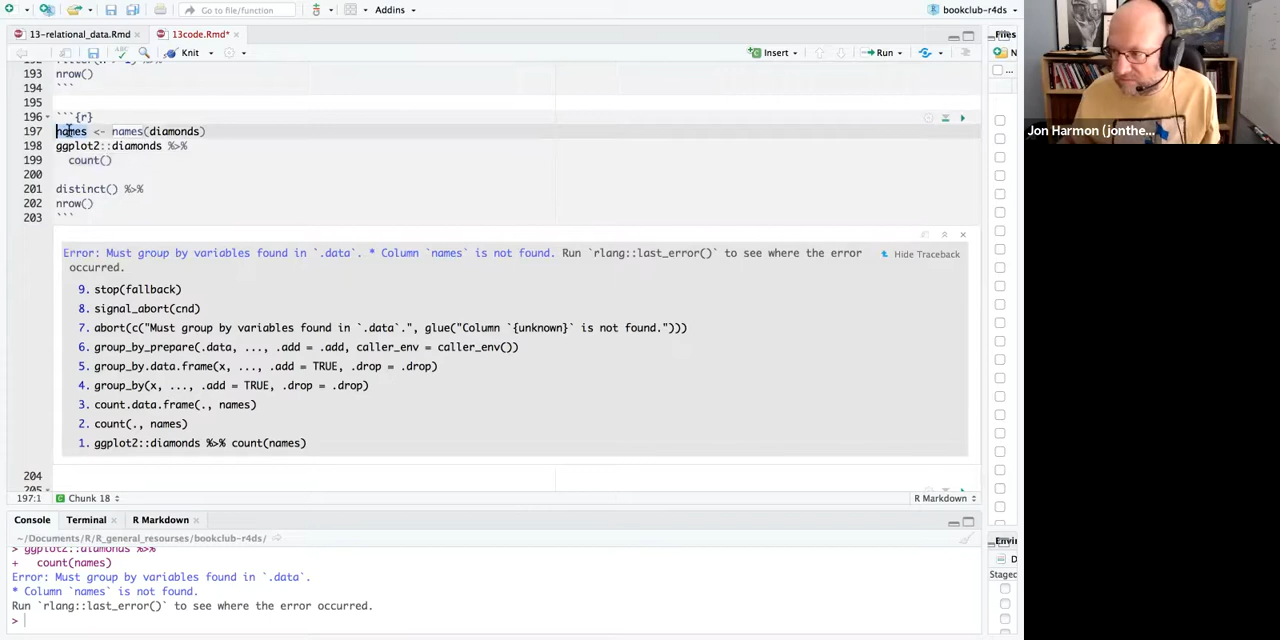 Go to file/function
Addins
bookclub-r4ds
13-relational_data.Rmd
13code.Rmd*
Files
Knit
Insert
Run
N
...
193 nrow()
194 ```
195
196 ```{r}
197 names <- names(diamonds)
198 ggplot2::diamonds %>%
199 count()
200
201 distinct() %>%
202 nrow()
203 ```
Error: Must group by variables found in `.data`. * Column `names` is not found. Run `rlang::last_error()` to see where the error
occurred.
Hide Traceback
9. stop(fallback)
8. signal_abort(cnd)
7. abort(c("Must group by variables found in `.data`.", glue("Column `{unknown}` is not found.")))
6. group_by_prepare(.data, ..., .add = .add, caller_env = caller_env())
5. group_by.data.frame(x, ..., .add = TRUE, .drop = .drop)
4. group_by(x, ..., .add = TRUE, .drop = .drop)
3. count.data.frame(., names)
2. count(., names)
1. ggplot2::diamonds %>% count(names)
204
205
197:1
Chunk 18
R Markdown
Console
Terminal
R Markdown
~/Documents/R/R_general_resourses/bookclub-r4ds/
> ggplot2::diamonds %>%
+ count(names)
Error: Must group by variables found in `.data`.
* Column `names` is not found.
Run `rlang::last_error()` to see where the error occurred.
>
Envir
D
Staged
Jon Harmon (jonthe...